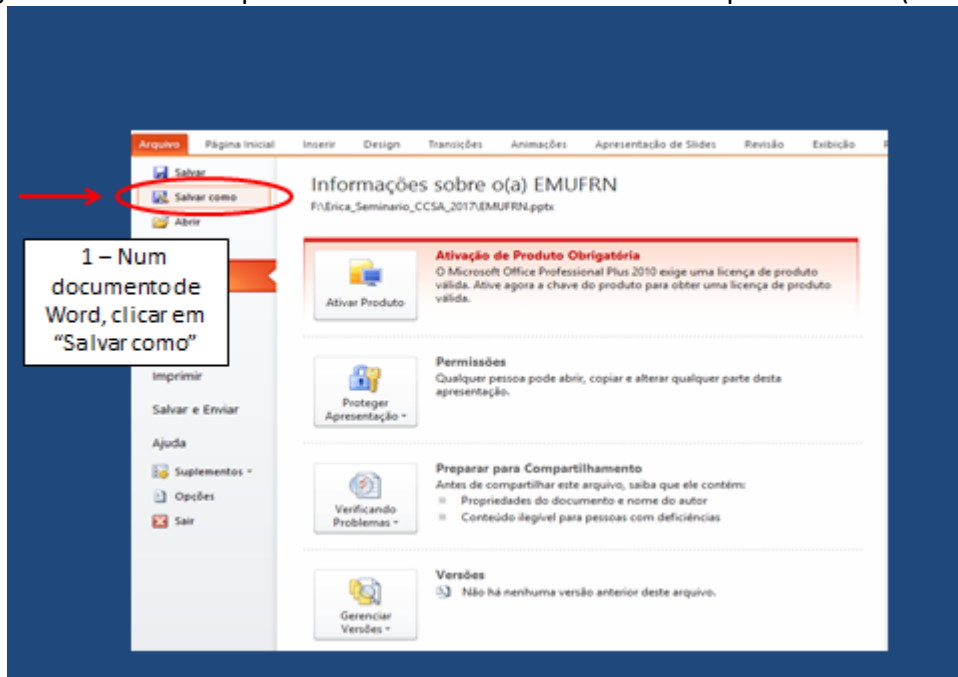 Arquivo Página Inicial Inserir Design Transições Animações Apresentação de Slides Revisão Exibição
Salvar
Salvar como
Abrir
1 – Num
documento de
Word, clicar em
“Salvar como”
Imprimir
Salvar e Enviar
Ajuda
Suplementos
Opções
Sair
Informações sobre o(a) EMUFRN
F:\Erica_Seminario_CCSA_2017\EMUFRN.pptx
Ativar Produto
Ativação de Produto Obrigatória
O Microsoft Office Professional Plus 2010 exige uma licença de produto
válida. Ative agora a chave do produto para obter uma licença de produto
válida.
Proteger
Apresentação
Permissões
Qualquer pessoa pode abrir, copiar e alterar qualquer parte desta
apresentação.
Verificando
Problemas
Preparar para Compartilhamento
Antes de compartilhar este arquivo, saiba que ele contém:
Propriedades do documento e nome do autor
Conteúdo ilegível para pessoas com deficiências
Gerenciar
Versões
Versões
Não há nenhuma versão anterior deste arquivo.